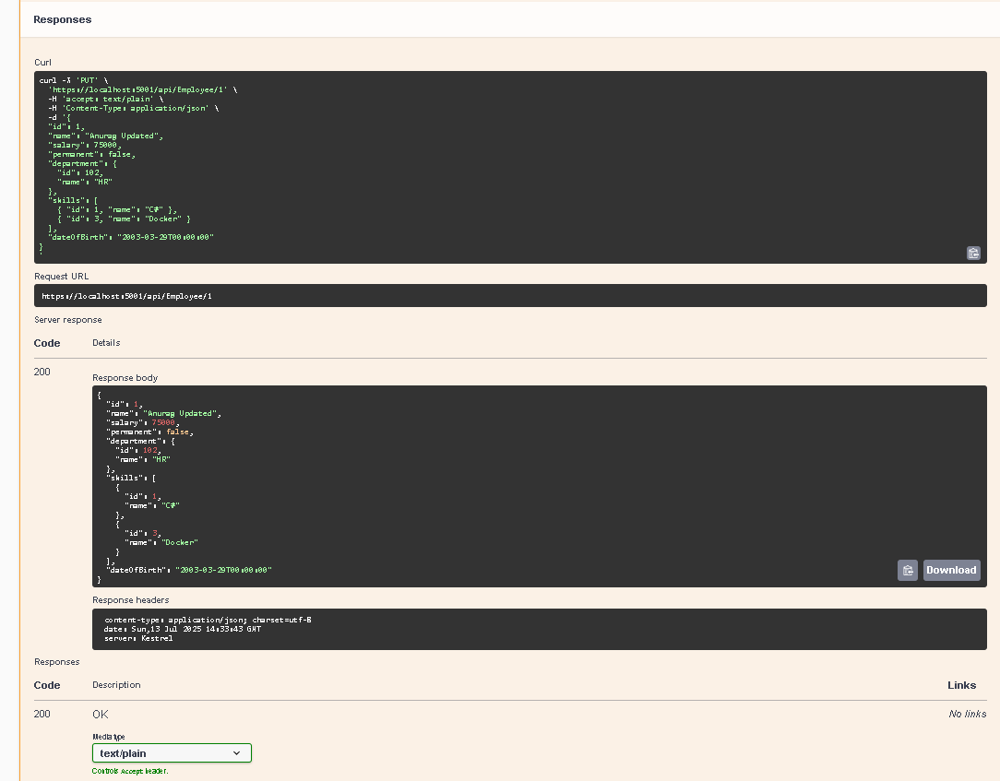 Responses
Curl
curl -X 'PUT' \
  'https://localhost:5001/api/Employee/1' \
  -H 'accept: text/plain' \
  -H 'Content-Type: application/json' \
  -d '{
  "id": 1,
  "name": "Anurag Updated",
  "salary": 75000,
  "permanent": false,
  "department": {
    "id": 102,
    "name": "HR"
  },
  "skills": [
    { "id": 1, "name": "C#" },
    { "id": 3, "name": "Docker" }
  ],
  "dateOfBirth": "2003-03-29T00:00:00"
}
'
Request URL
https://localhost:5001/api/Employee/1
Server response
Code Details
200
Response body
{
  "id": 1,
  "name": "Anurag Updated",
  "salary": 75000,
  "permanent": false,
  "department": {
    "id": 102,
    "name": "HR"
  },
  "skills": [
    {
      "id": 1,
      "name": "C#"
    },
    {
      "id": 3,
      "name": "Docker"
    }
  ],
  "dateOfBirth": "2003-03-29T00:00:00"
}
Download
Response headers
content-type: application/json; charset=utf-8
date: Sun,13 Jul 2025 14:33:43 GMT
server: Kestrel
Responses
Code Description Links
200 OK No links
Media type
text/plain
Controls Accept header.